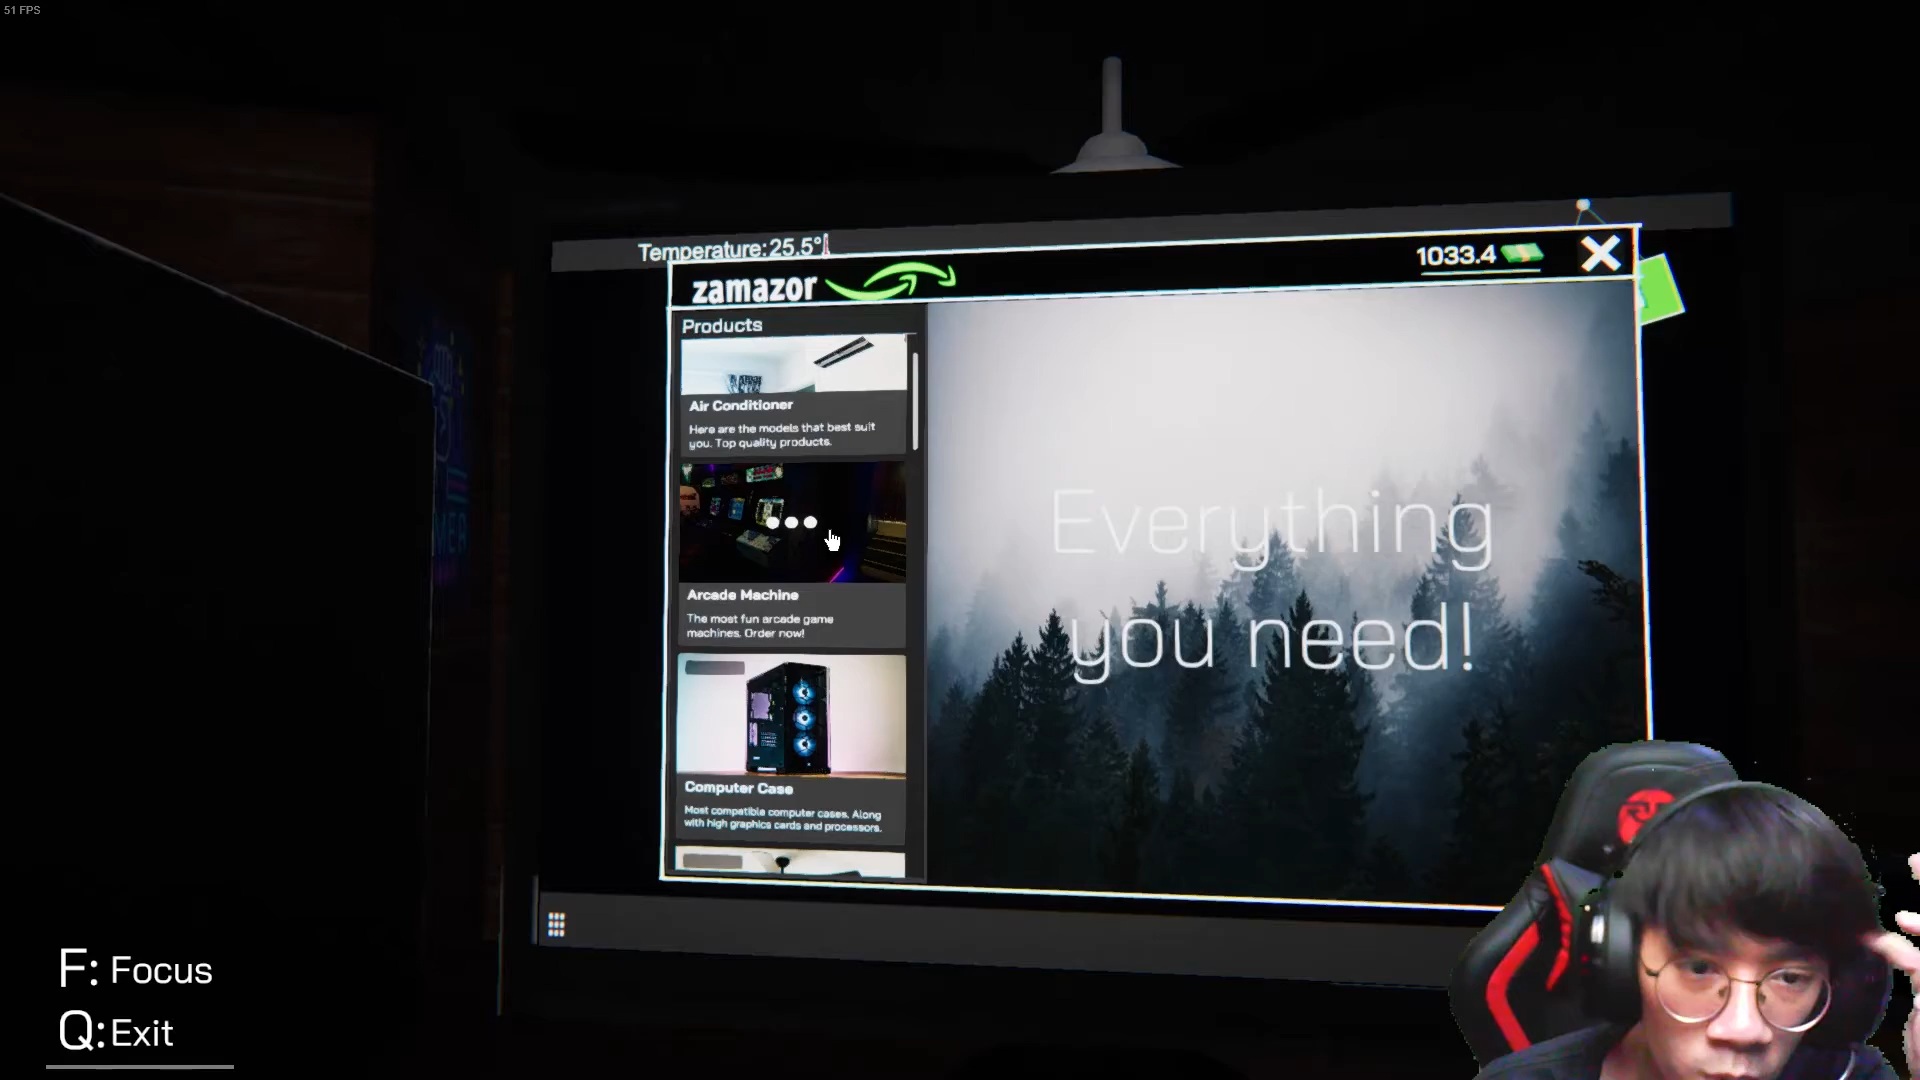 51 FPS
Temperature: 25.5°
1033.4
zamazor
Products
Air Conditioner
Here are the models that best suit
you. Top quality products.
Arcade Machine
The most fun arcade game
machines. Order now!
Computer Case
Most compatible computer cases. Along
with high graphics cards and processors.
Everything
you need!
F: Focus
Q: Exit